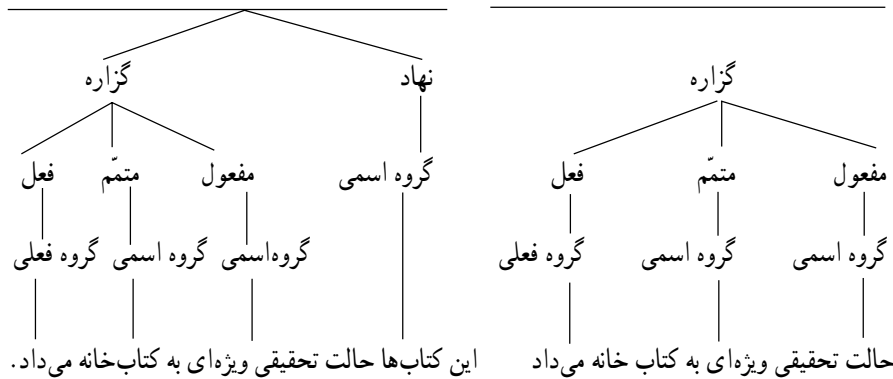 گزاره
مفعول متمّم فعل
گروه اسمی گروه اسمی گروه فعلی
حالت تحقیقی ویژه‌ای به کتاب خانه می‌داد
نهاد گزاره
گروه اسمی مفعول متمّم فعل
گروه‌اسمی گروه اسمی گروه فعلی
این کتاب‌ها حالت تحقیقی ویژه‌ای به کتاب‌خانه می‌داد.